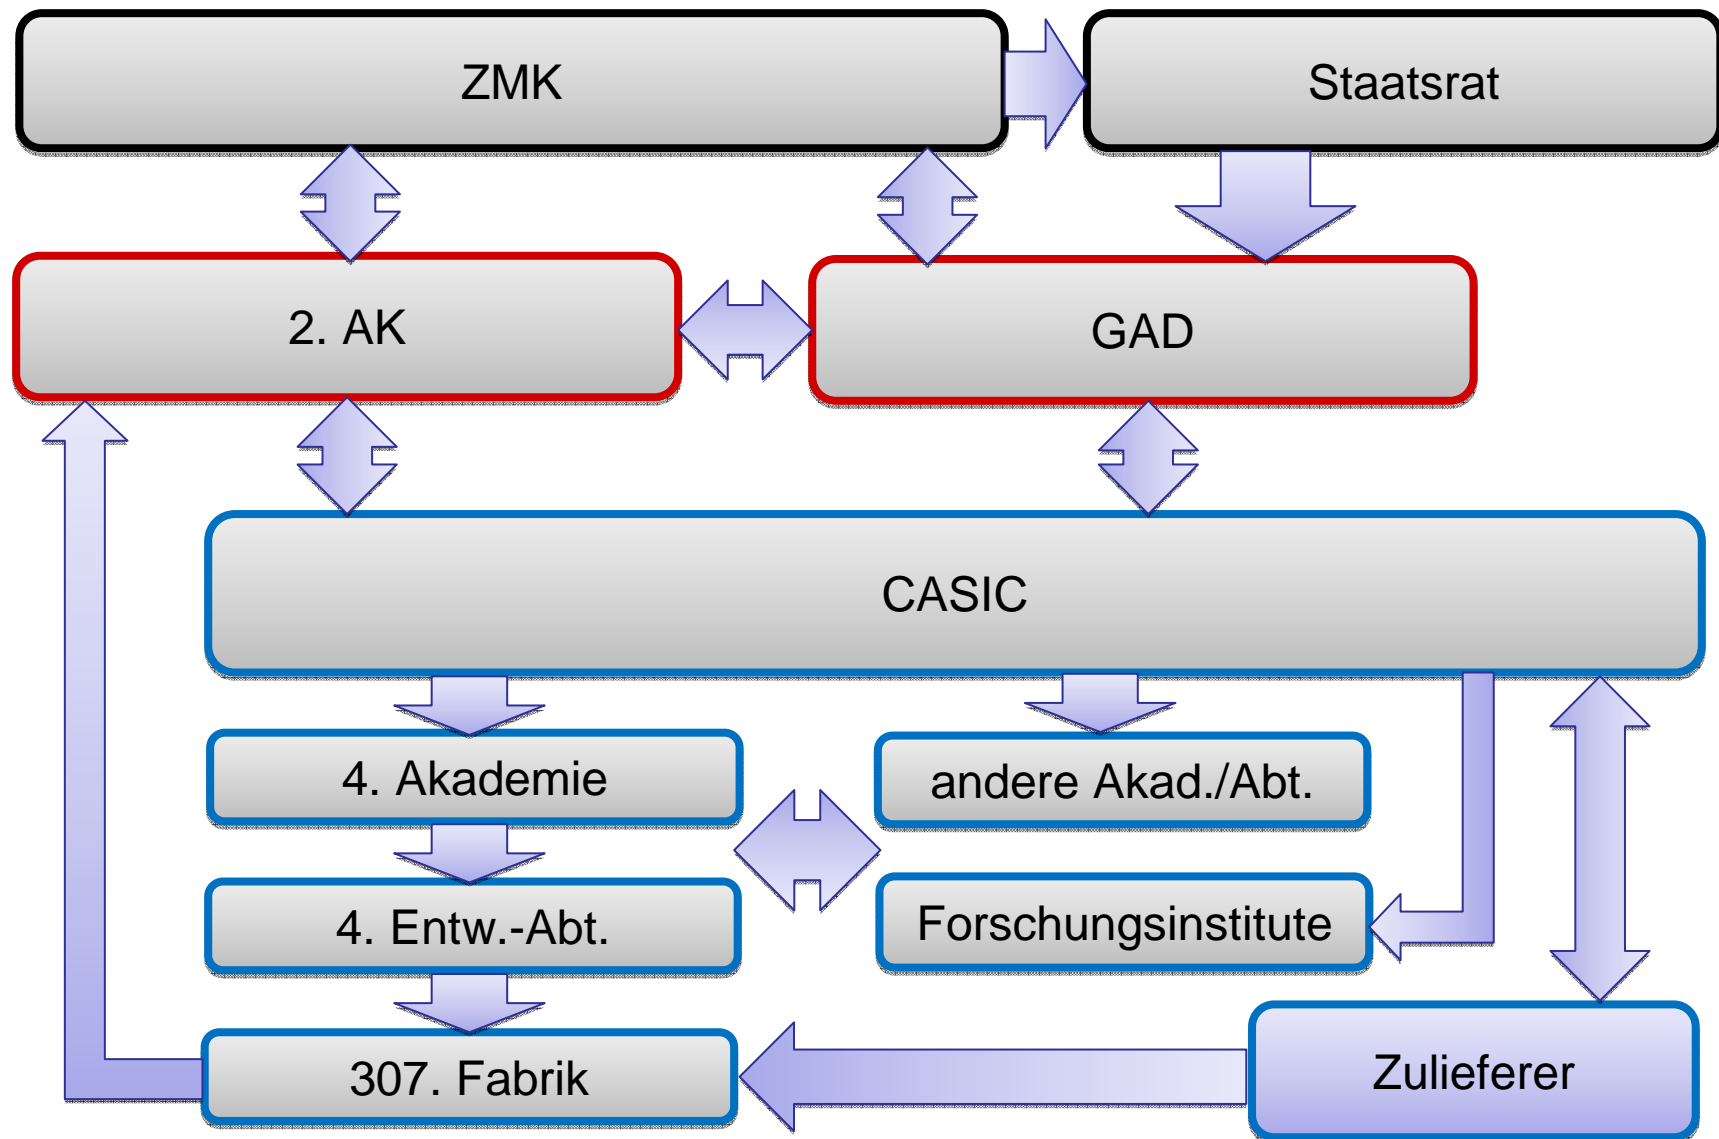 ZMK
Staatsrat
2. AK
GAD
CASIC
4. Akademie
andere Akad./Abt.
4. Entw.-Abt.
Forschungsinstitute
307. Fabrik
Zulieferer